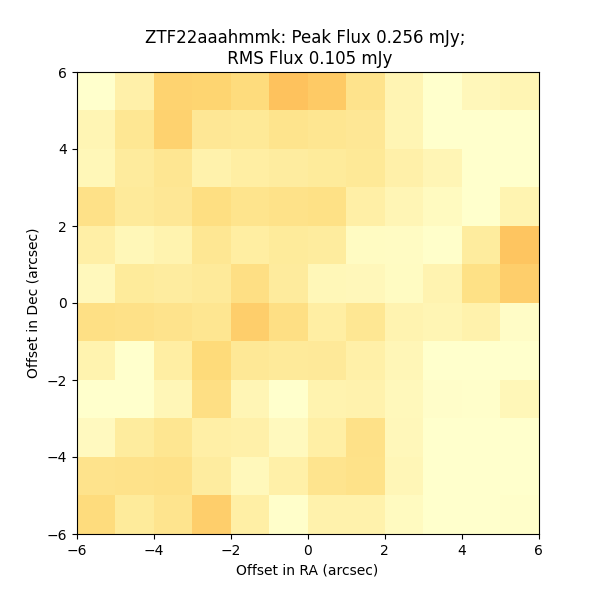 ZTF22aaahmmk: Peak Flux 0.256 mJy;
RMS Flux 0.105 mJy
6
4
2
0
−2
−4
−6
Offset in Dec (arcsec)
−6 −4 −2 0 2 4 6
Offset in RA (arcsec)